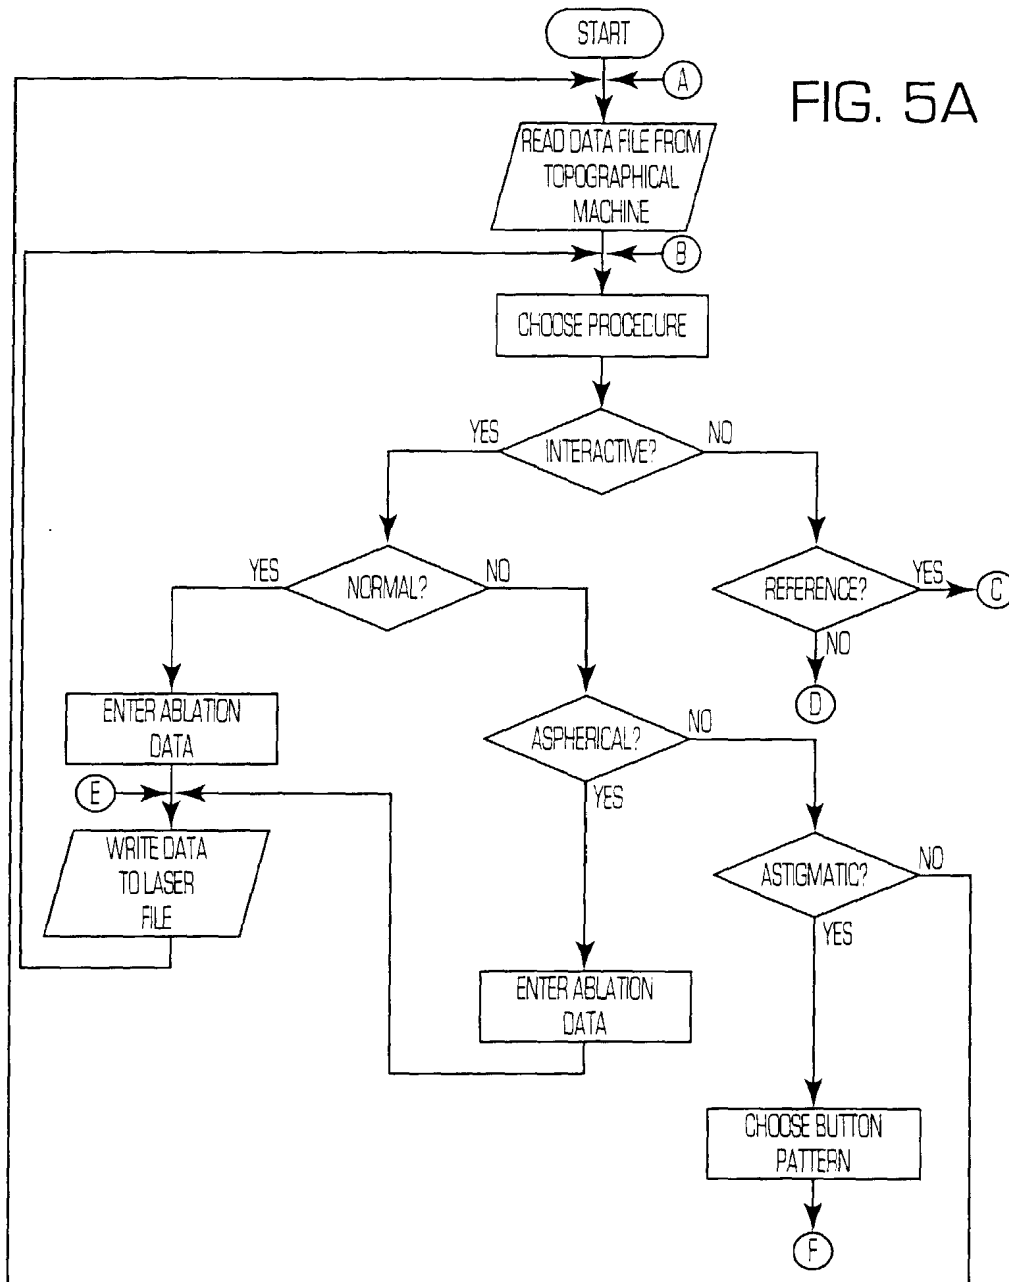 START
A
FIG. 5A
READ DATA FILE FROM
TOPOGRAPHICAL
MACHINE
B
CHOOSE PROCEDURE
YES
INTERACTIVE?
NO
YES
NORMAL?
NO
REFERENCE?
YES
C
NO
D
ENTER ABLATION
DATA
ASPHERICAL?
NO
YES
E
WRITE DATA
TO LASER
FILE
ASTIGMATIC?
NO
YES
ENTER ABLATION
DATA
CHOOSE BUTTON
PATTERN
F